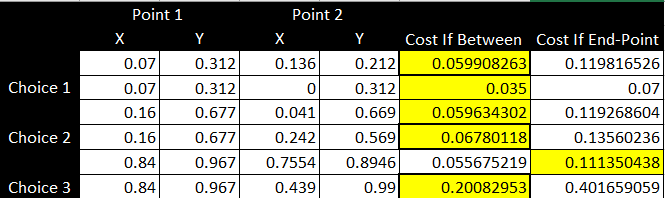 Point 1 Point 2
X Y X Y Cost If Between Cost If End-Point
0.07 0.312 0.136 0.212 0.059908263 0.119816526
Choice 1 0.07 0.312 0 0.312 0.035 0.07
0.16 0.677 0.041 0.669 0.059634302 0.119268604
Choice 2 0.16 0.677 0.242 0.569 0.06780118 0.13560236
0.84 0.967 0.7554 0.8946 0.055675219 0.111350438
Choice 3 0.84 0.967 0.439 0.99 0.20082953 0.401659059